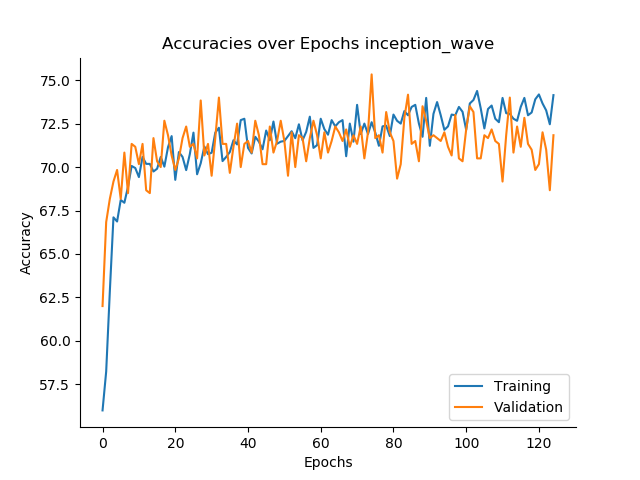 Accuracies over Epochs inception_wave
75.0
72.5
70.0
67.5
65.0
62.5
60.0
57.5
Accuracy
0 20 40 60 80 100 120
Epochs
Training
Validation